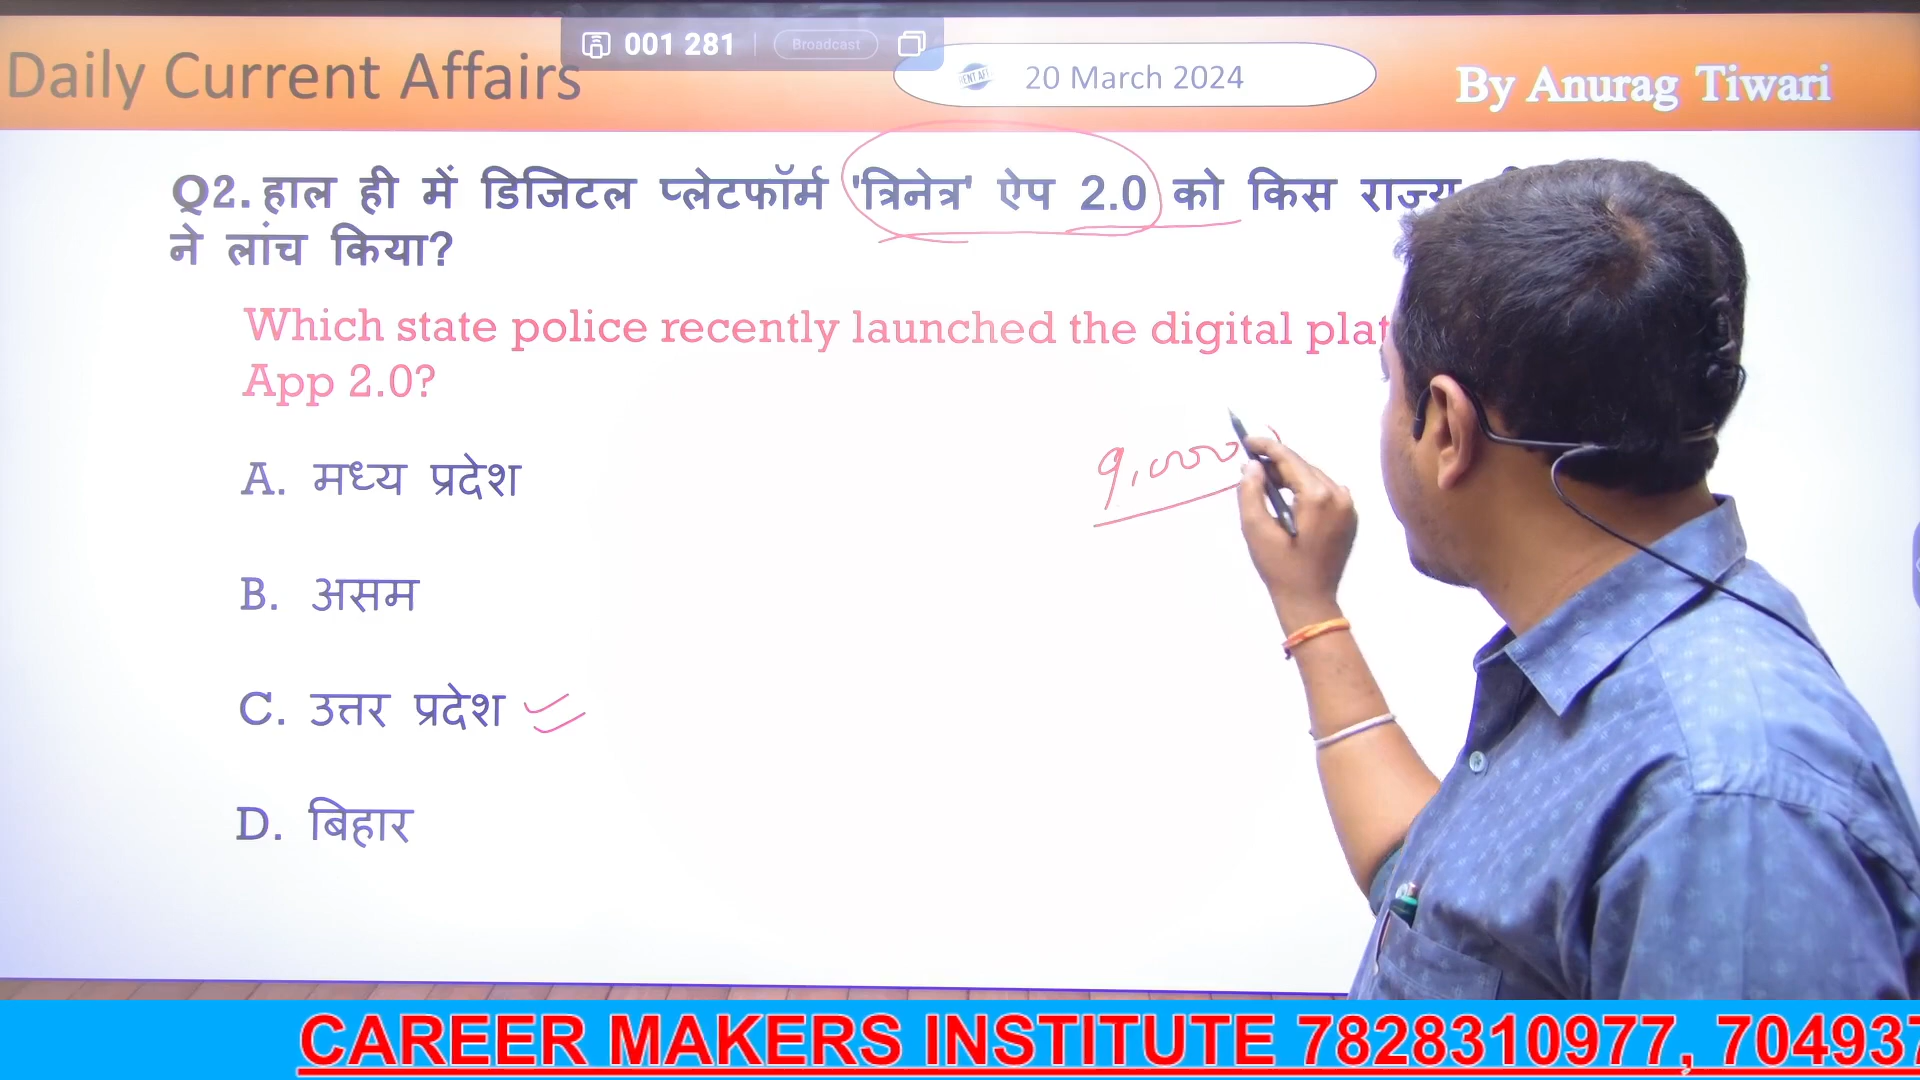 Daily Current Affairs
001 281
Broadcast
20 March 2024
By Anurag Tiwari
Q2. हाल ही में डिजिटल प्लेटफॉर्म 'त्रिनेत्र' ऐप 2.0 को किस राज्य
ने लांच किया?
Which state police recently launched the digital plat
App 2.0?
9,000
A. मध्य प्रदेश
B. असम
C. उत्तर प्रदेश
D. बिहार
CAREER MAKERS INSTITUTE 7828310977, 704937